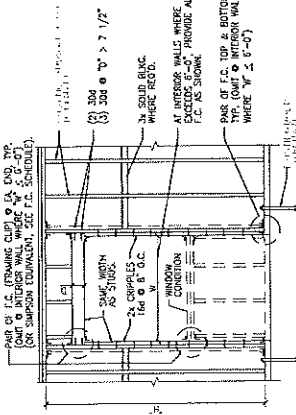 PAIR OF F.C. (FRAMING CLIP) @ EA. END, TYP.
(OMIT @ INTERIOR WALL WHERE "W" ≤ 6'-0")
(OR SIMPSON EQUIVALENT, SEE F.C. SCHEDULE).
(2) 30d
(3) 30d @ "D" > 7 1/2"
3x SOLID BLKG.
WHERE REQ'D.
AT INTERIOR WALLS WHERE
EXCEEDS 6'-0", PROVIDE
F.C. AS SHOWN.
PAIR OF F.C. TOP & BOTTOM
TYP. (OMIT @ INTERIOR WALL
WHERE "W" ≤ 6'-0")
SAME WIDTH
AS STUDS.
2x CRIPPLES
16d @ 8" O.C.
W
WINDOW
CONDITION